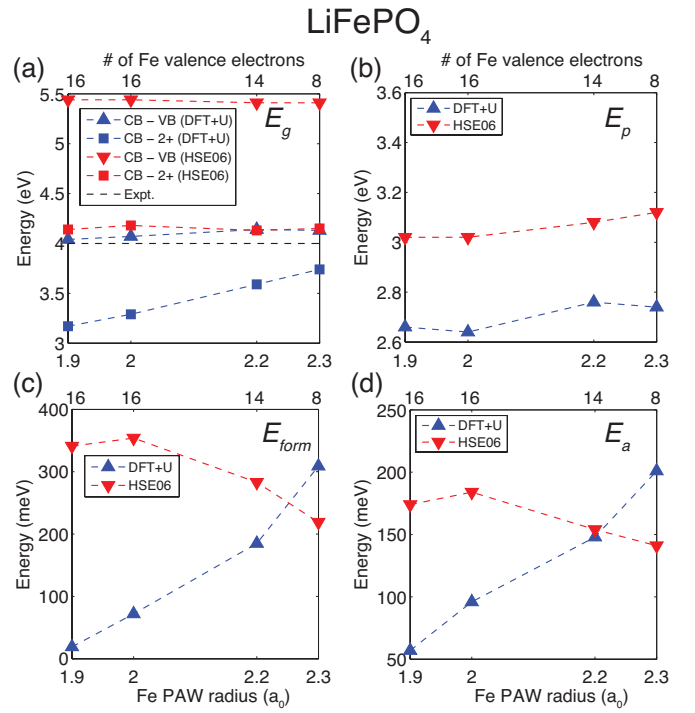 LiFePO4
# of Fe valence electrons
# of Fe valence electrons
(a)
16 16 14 8
(b)
16 16 14 8
5.5
5
4.5
4
3.5
3
Energy (eV)
CB – VB (DFT+U)
CB – 2+ (DFT+U)
CB – VB (HSE06)
CB – 2+ (HSE06)
Expt.
Eg
1.9 2 2.2 2.3
3.6
3.4
3.2
3
2.8
2.6
Energy (eV)
DFT+U
HSE06
Ep
1.9 2 2.2 2.3
(c)
16 16 14 8
(d)
16 16 14 8
400
300
200
100
0
Energy (meV)
DFT+U
HSE06
Eform
1.9 2 2.2 2.3
Fe PAW radius (a0)
250
200
150
100
50
Energy (meV)
DFT+U
HSE06
Ea
1.9 2 2.2 2.3
Fe PAW radius (a0)